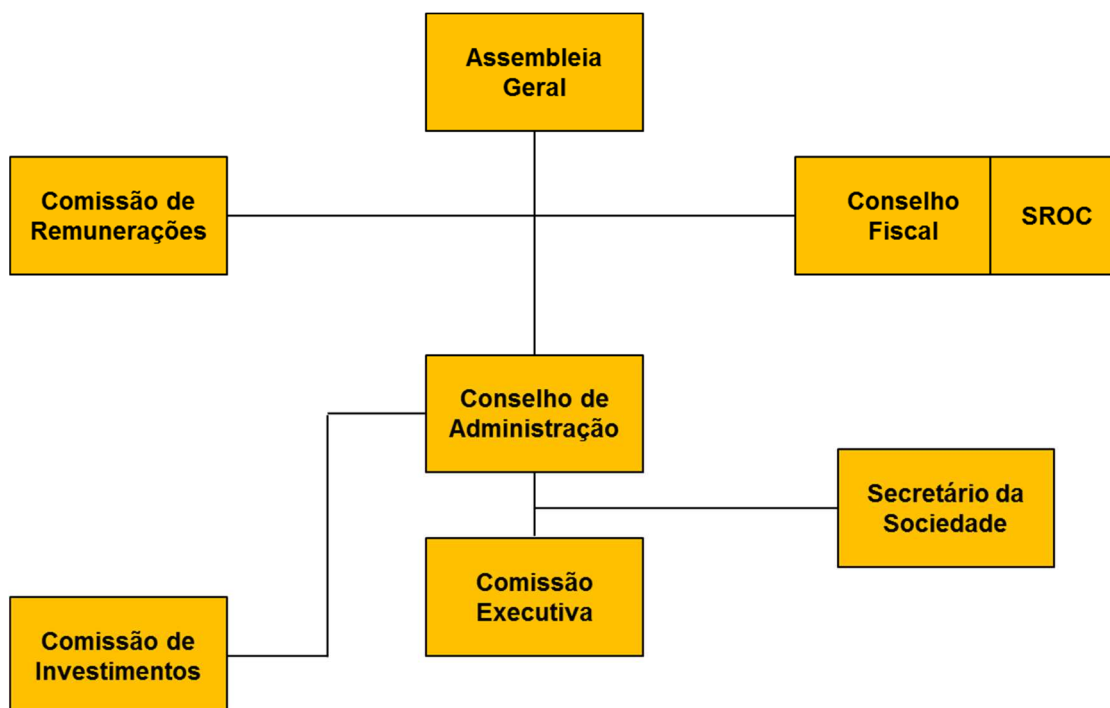 Assembleia
Geral
Comissão de
Remunerações
Conselho
Fiscal
SROC
Conselho de
Administração
Secretário da
Sociedade
Comissão
Executiva
Comissão de
Investimentos